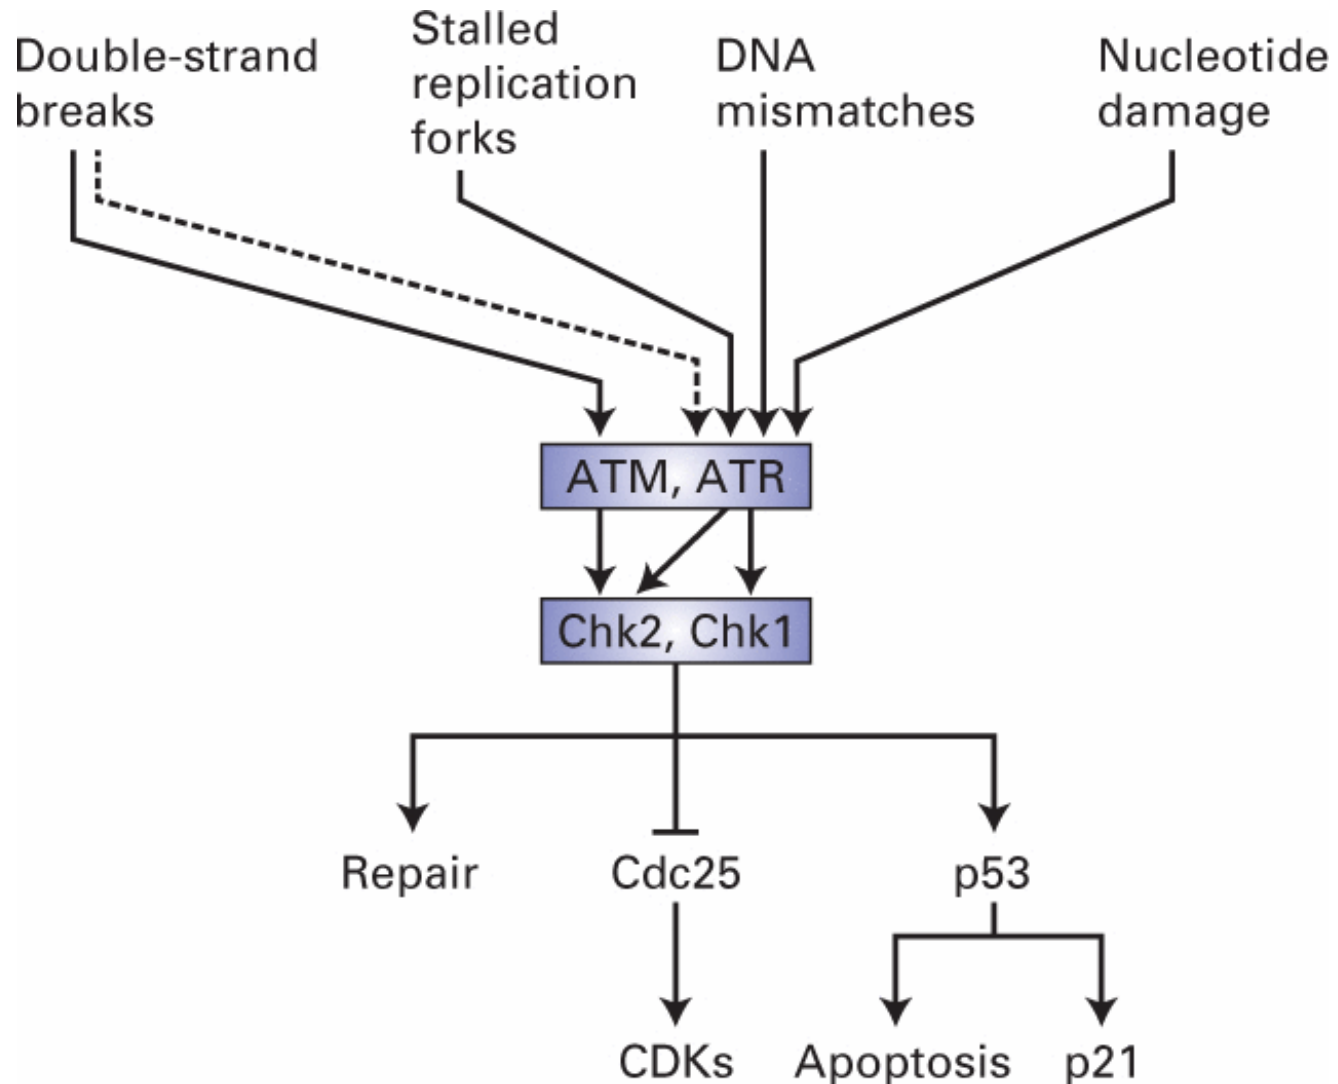 Double-strand
breaks
Stalled
replication
forks
DNA
mismatches
Nucleotide
damage
ATM, ATR
Chk2, Chk1
Repair
Cdc25
p53
CDKs
Apoptosis
p21